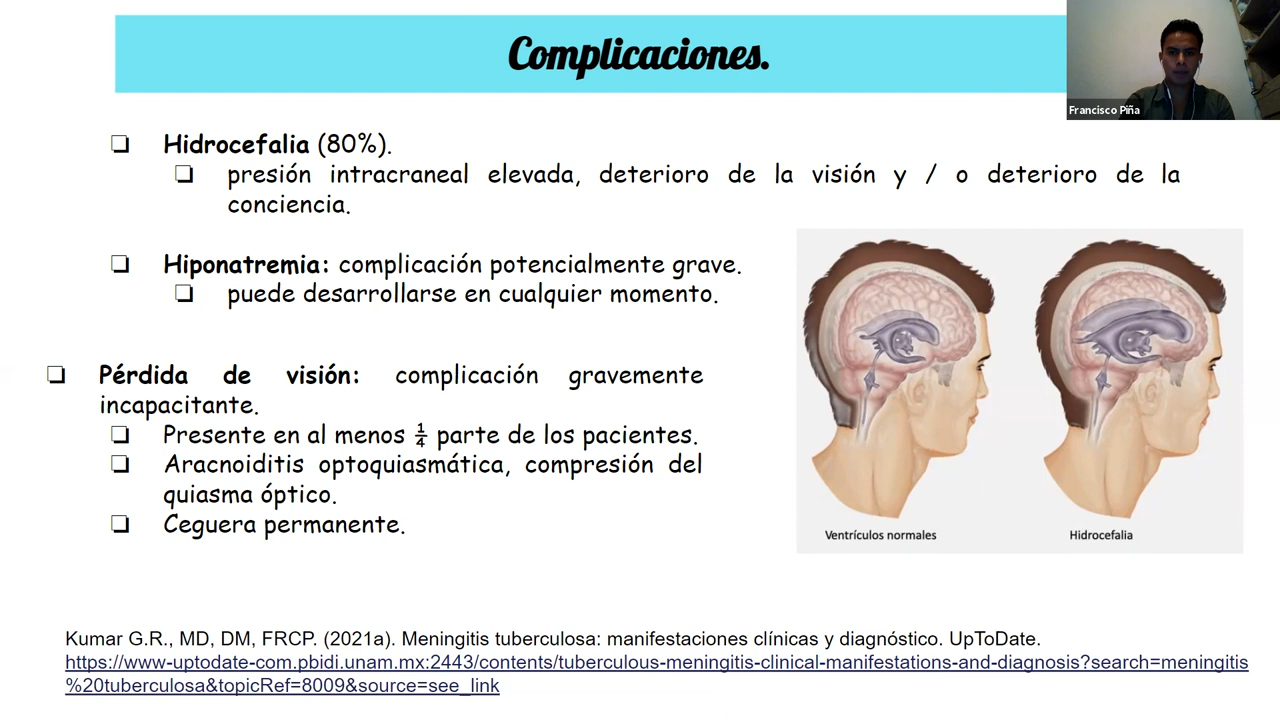 Complicaciones.
Francisco Piña
❏ Hidrocefalia (80%).
❏ presión intracraneal elevada, deterioro de la visión y / o deterioro de la
conciencia.
❏ Hiponatremia: complicación potencialmente grave.
❏ puede desarrollarse en cualquier momento.
❏ Pérdida de visión: complicación gravemente
incapacitante.
❏ Presente en al menos ¼ parte de los pacientes.
❏ Aracnoiditis optoquiasmática, compresión del
quiasma óptico.
❏ Ceguera permanente.
Ventrículos normales
Hidrocefalia
Kumar G.R., MD, DM, FRCP. (2021a). Meningitis tuberculosa: manifestaciones clínicas y diagnóstico. UpToDate.
https://www-uptodate-com.pbidi.unam.mx:2443/contents/tuberculous-meningitis-clinical-manifestations-and-diagnosis?search=meningitis
%20tuberculosa&topicRef=8009&source=see_link